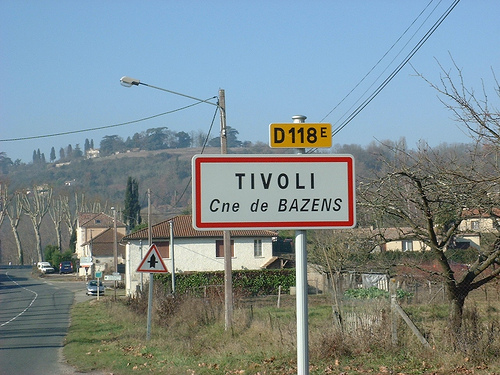 D118E
TIVOLI
Cne de BAZENS